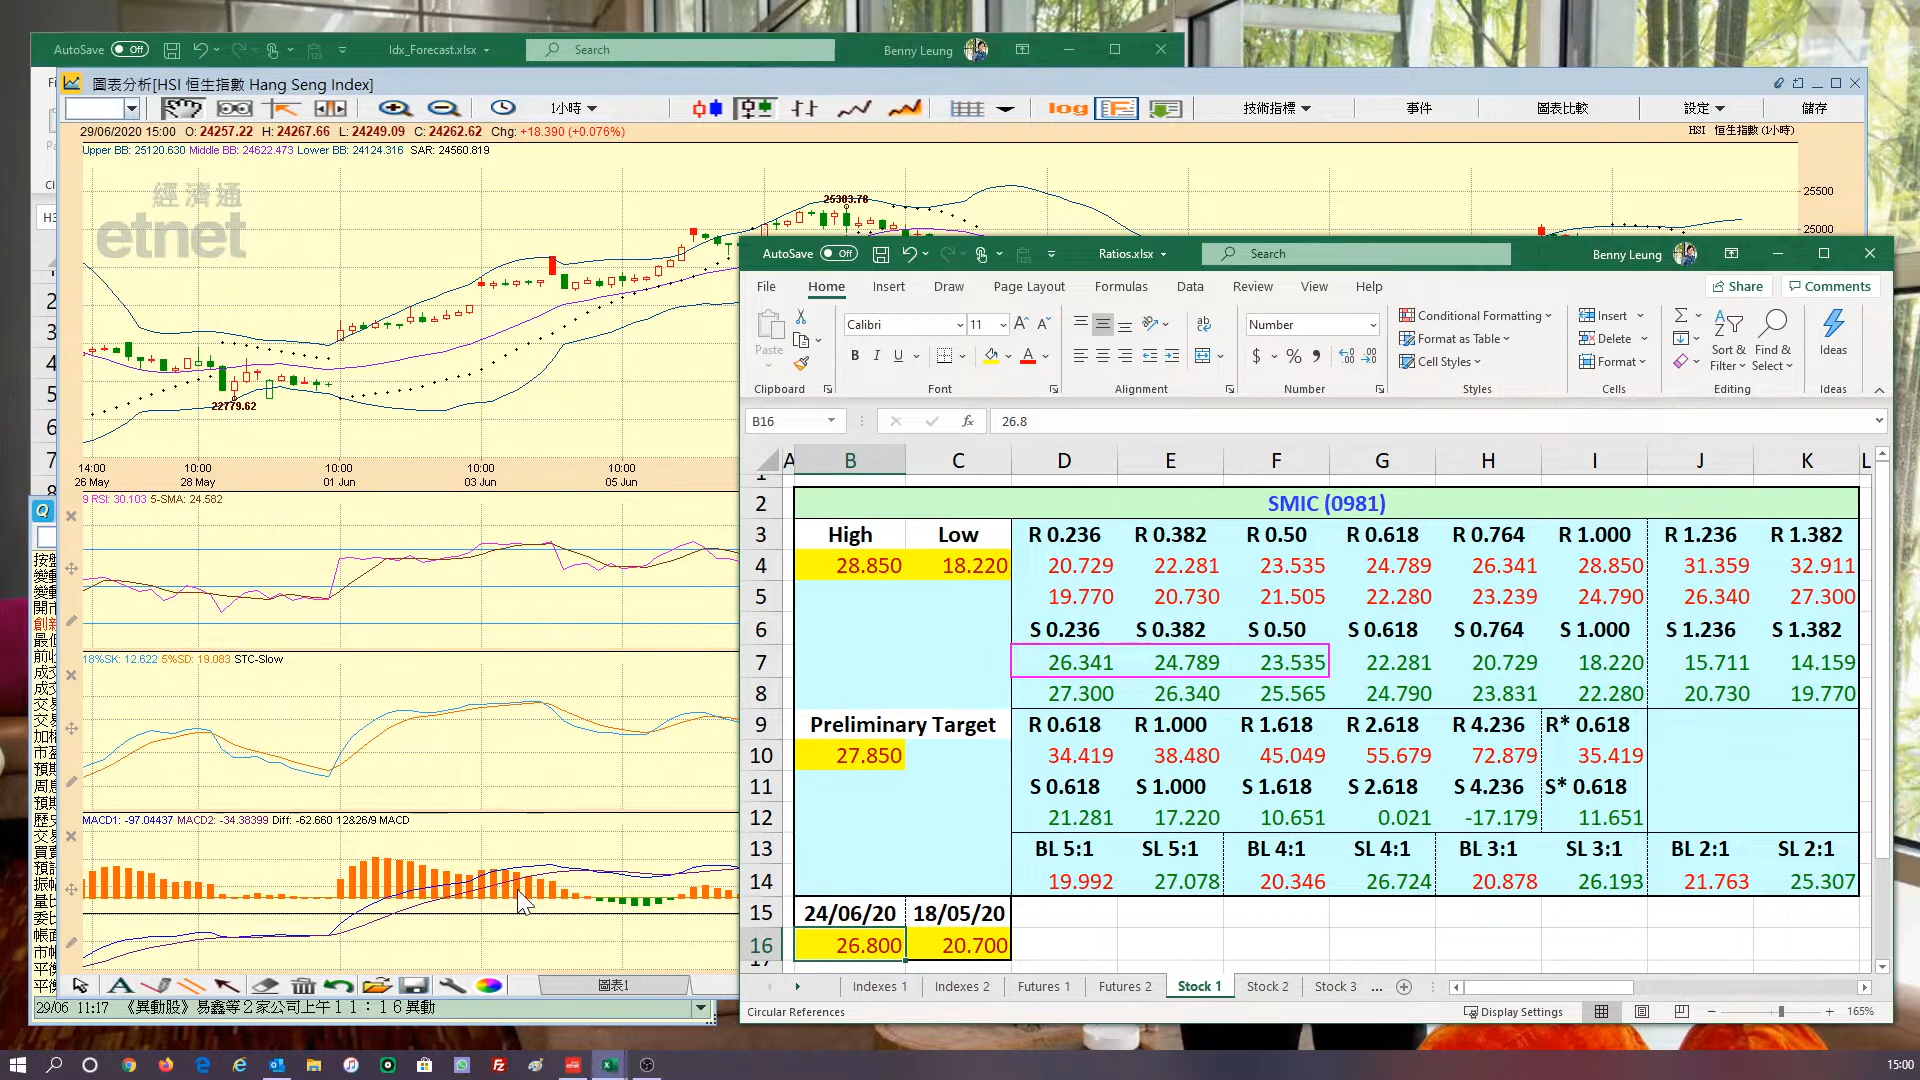 AutoSave Off Idx_Forecast.xlsx Search Benny Leung
圖表分析[HSI 恒生指數 Hang Seng Index]
1小時 log 技術指標 事件 圖表比較 設定 儲存
29/06/2020 15:00 O: 24257.22 H: 24267.66 L: 24249.09 C: 24262.62 Chg: +18.390 (+0.076%) HSI 恒生指數 (1小時)
Upper BB: 25120.630 Middle BB: 24622.473 Lower BB: 24124.316 SAR: 24560.819
經濟通
etnet
25303.76
22779.62
25500
25000
14:00 10:00 10:00 10:00 10:00
26 May 28 May 01 Jun 03 Jun 05 Jun
9 RSI: 30.103 5-SMA: 24.582
18%SK: 12.622 5%SD: 19.083 STC-Slow
MACD1: -97.04437 MACD2: -34.38399 Diff: -62.660 12&26/9 MACD
圖表1
29/06 11:17 《異動股》易鑫等２家公司上午１１：１６異動
AutoSave Off Ratios.xlsx Search Benny Leung
File Home Insert Draw Page Layout Formulas Data Review View Help Share Comments
Paste Calibri 11 Number Conditional Formatting Format as Table Cell Styles Insert Delete Format Sort & Filter Find & Select Ideas
B I U A $ %
Clipboard Font Alignment Number Styles Cells Editing Ideas
B16 fx 26.8
A B C D E F G H I J K L
2 SMIC (0981)
3 High Low R 0.236 R 0.382 R 0.50 R 0.618 R 0.764 R 1.000 R 1.236 R 1.382
4 28.850 18.220 20.729 22.281 23.535 24.789 26.341 28.850 31.359 32.911
5 19.770 20.730 21.505 22.280 23.239 24.790 26.340 27.300
6 S 0.236 S 0.382 S 0.50 S 0.618 S 0.764 S 1.000 S 1.236 S 1.382
7 26.341 24.789 23.535 22.281 20.729 18.220 15.711 14.159
8 27.300 26.340 25.565 24.790 23.831 22.280 20.730 19.770
9 Preliminary Target R 0.618 R 1.000 R 1.618 R 2.618 R 4.236 R* 0.618
10 27.850 34.419 38.480 45.049 55.679 72.879 35.419
11 S 0.618 S 1.000 S 1.618 S 2.618 S 4.236 S* 0.618
12 21.281 17.220 10.651 0.021 -17.179 11.651
13 BL 5:1 SL 5:1 BL 4:1 SL 4:1 BL 3:1 SL 3:1 BL 2:1 SL 2:1
14 19.992 27.078 20.346 26.724 20.878 26.193 21.763 25.307
15 24/06/20 18/05/20
16 26.800 20.700
Indexes 1 Indexes 2 Futures 1 Futures 2 Stock 1 Stock 2 Stock 3 ...
Circular References Display Settings 165%
15:00